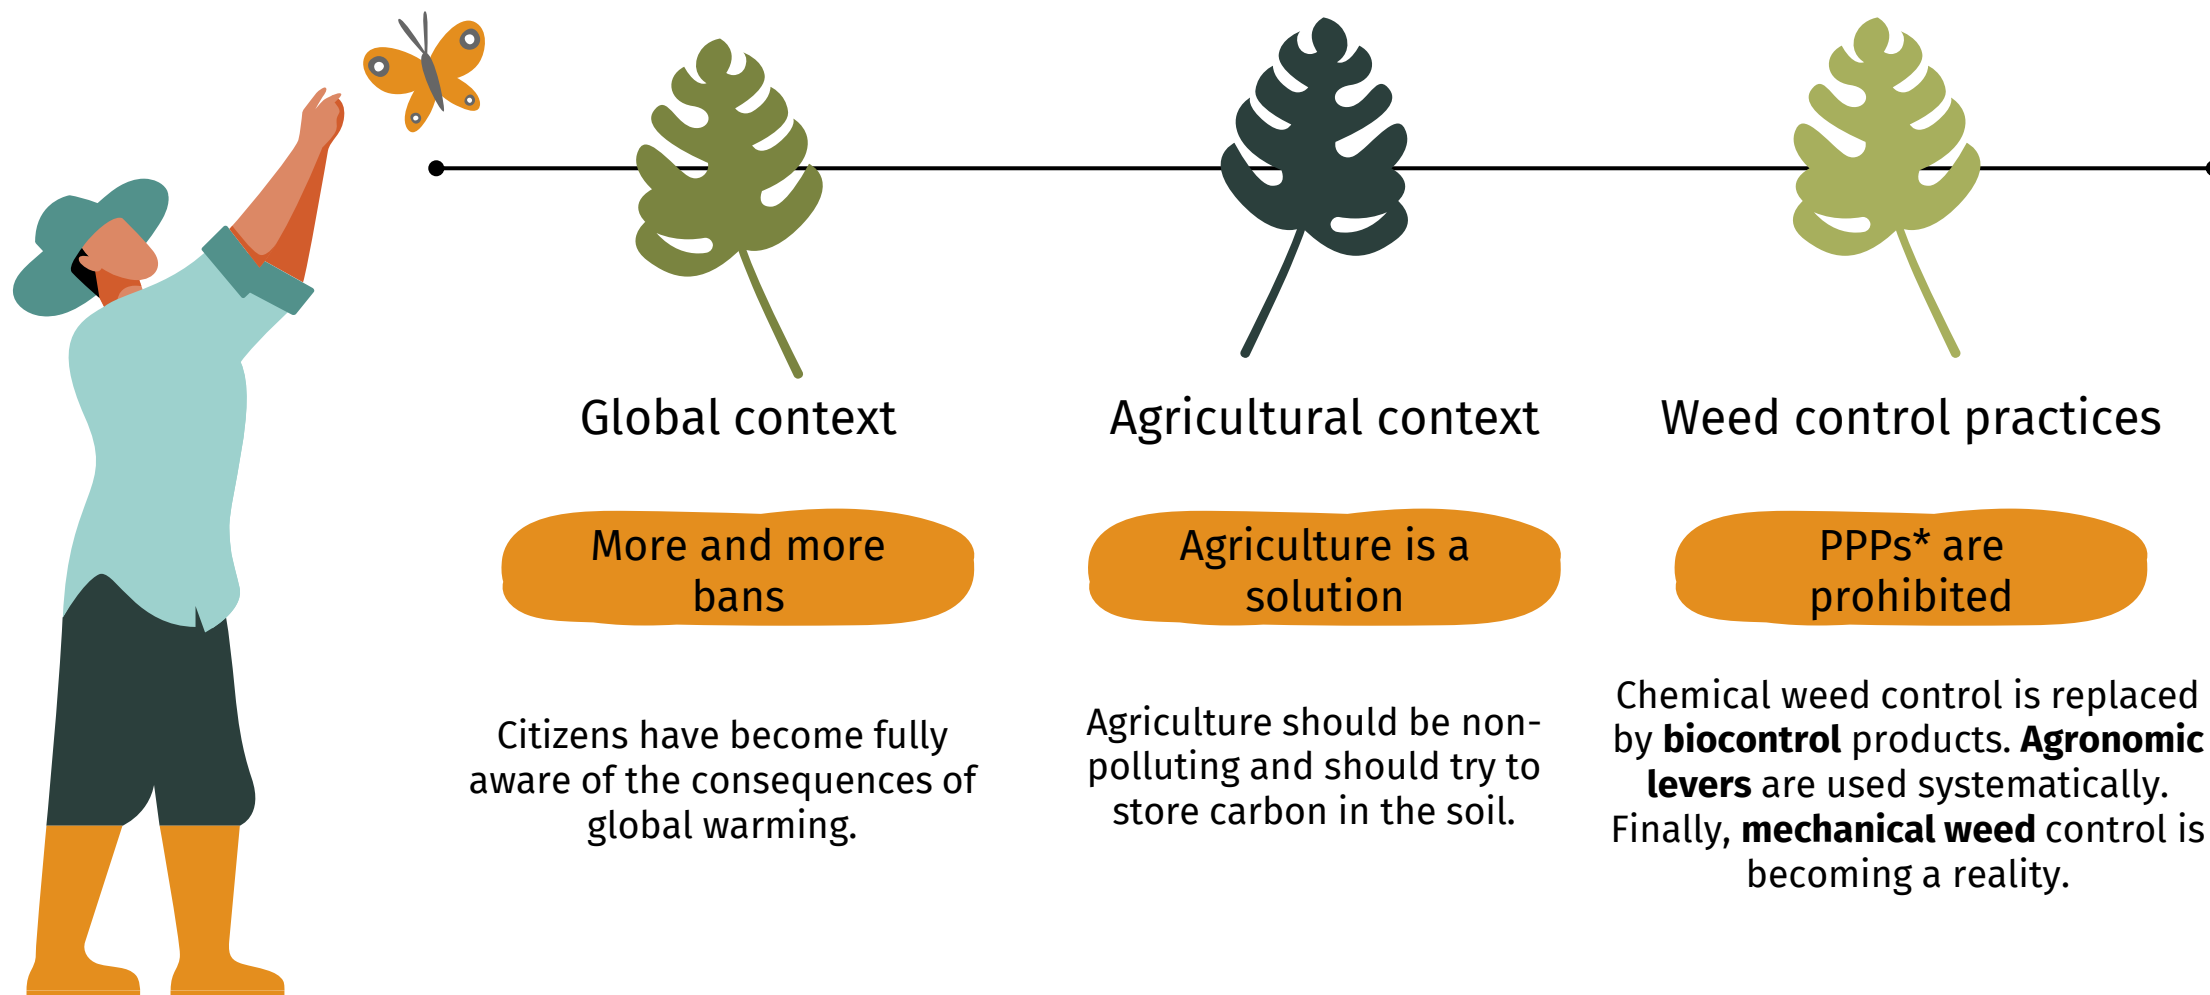 Global context
More and more
bans
Citizens have become fully
aware of the consequences of
global warming.
Agricultural context
Agriculture is a
solution
Agriculture should be non-
polluting and should try to
store carbon in the soil.
Weed control practices
PPPs* are
prohibited
Chemical weed control is replaced
by biocontrol products. Agronomic
levers are used systematically.
Finally, mechanical weed control is
becoming a reality.